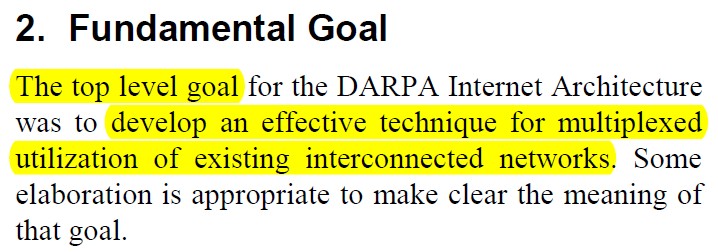 2. Fundamental Goal
The top level goal for the DARPA Internet Architecture
was to develop an effective technique for multiplexed
utilization of existing interconnected networks. Some
elaboration is appropriate to make clear the meaning of
that goal.